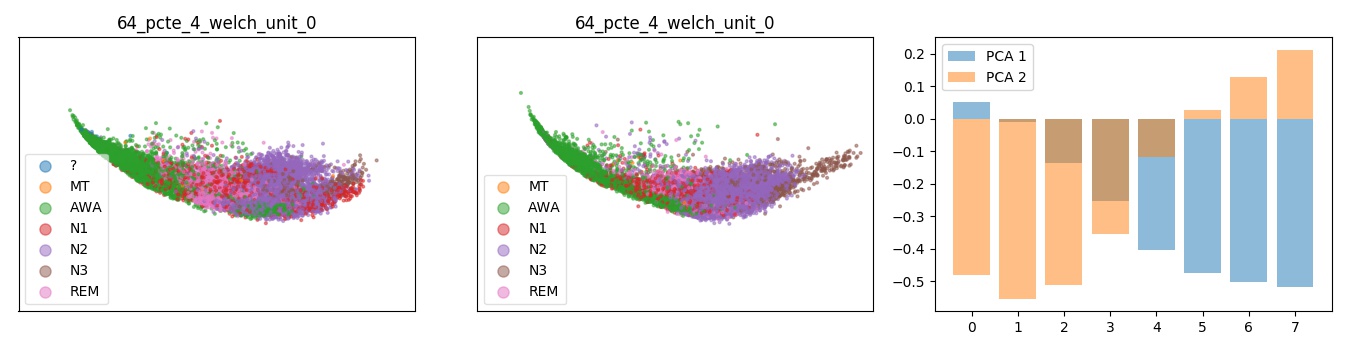 64_pcte_4_welch_unit_0
?
MT
AWA
N1
N2
N3
REM
64_pcte_4_welch_unit_0
MT
AWA
N1
N2
N3
REM
PCA 1
PCA 2
0.2
0.1
0.0
−0.1
−0.2
−0.3
−0.4
−0.5
0 1 2 3 4 5 6 7